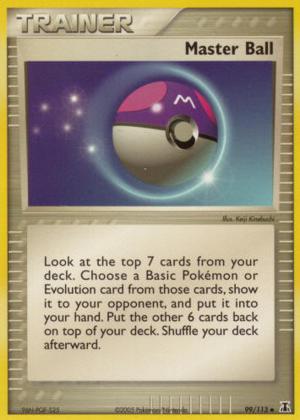 TRAINER
Master Ball
M
Illus. Keiji Kinebuchi
Look at the top 7 cards from your
deck. Choose a Basic Pokémon or
Evolution card from those cards, show
it to your opponent, and put it into
your hand. Put the other 6 cards back
on top of your deck. Shuffle your deck
afterward.
©2005 Pokémon/Nintendo
99/113